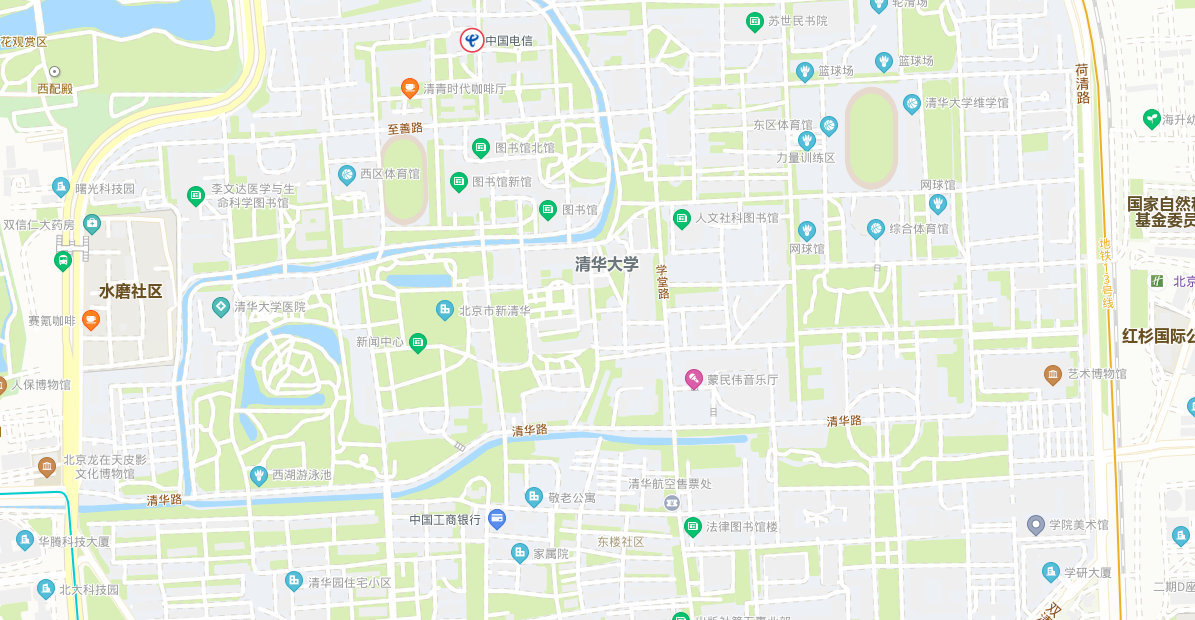 轮滑场
苏世民书院
花观赏区
中国电信
篮球场
篮球场
荷清路
西配殿
清青时代咖啡厅
清华大学维学馆
海升幼
东区体育馆
至善路
图书馆北馆
力量训练区
西区体育馆
图书馆新馆
网球馆
曙光科技园
李文达医学与生
命科学图书馆
国家自然科
基金委员
图书馆
人文社科图书馆
双信仁大药房
综合体育馆
网球馆
地铁13号线
清华大学
学堂路
北京
水磨社区
清华大学医院
北京市新清华
赛氪咖啡
新闻中心
红杉国际公
蒙民伟音乐厅
艺术博物馆
人保博物馆
清华路
清华路
北京龙在天皮影
文化博物馆
西湖游泳池
清华航空售票处
清华路
敬老公寓
中国工商银行
法律图书馆楼
学院美术馆
华腾科技大厦
东楼社区
家属院
清华园住宅小区
学研大厦
北大科技园
二期D座
双清